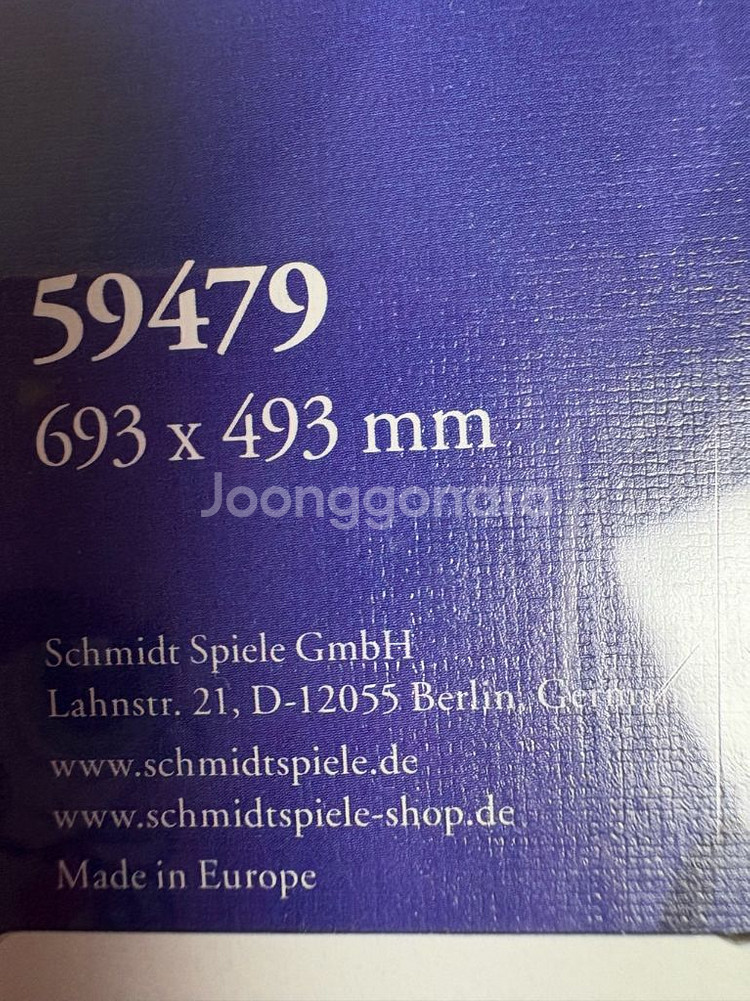 59479
693 x 493 mm
Joonggonara
Schmidt Spiele GmbH
Lahnstr. 21, D-12055 Berlin, Germany
www.schmidtspiele.de
www.schmidtspiele-shop.de
Made in Europe